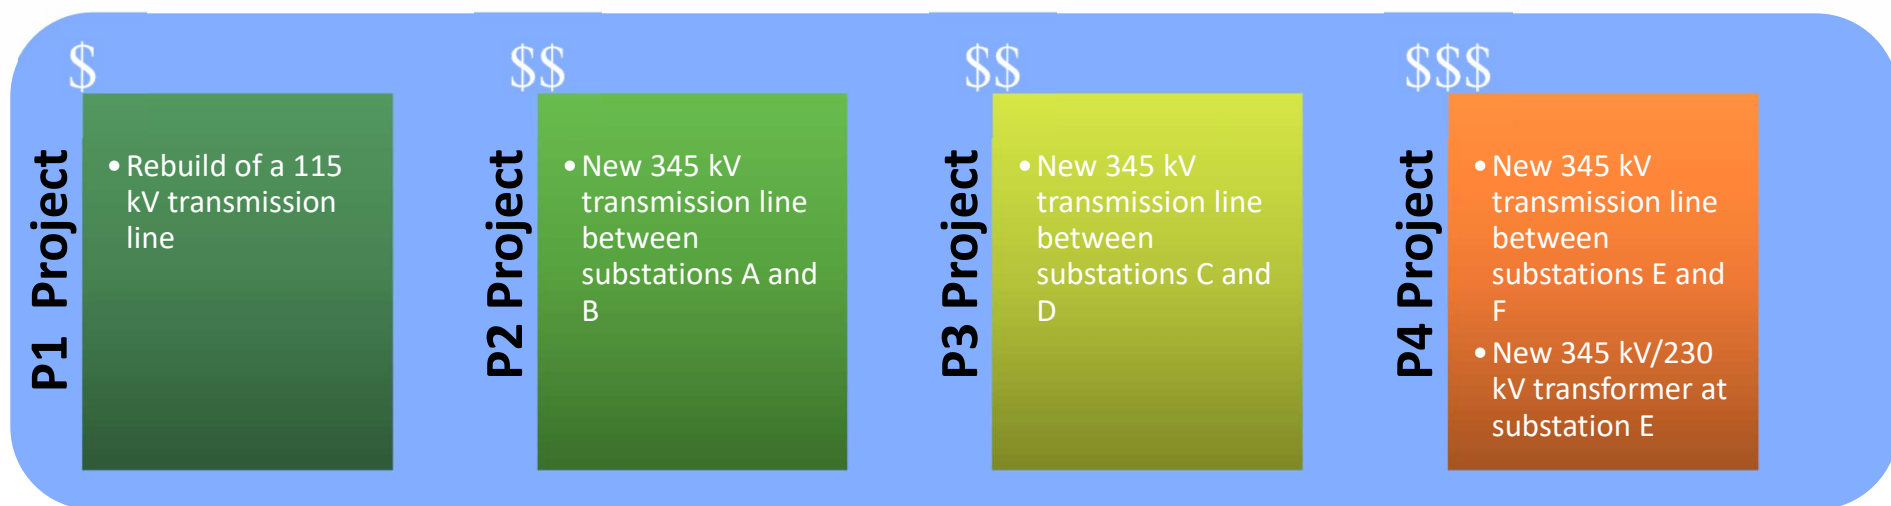 $
P1 Project
•Rebuild of a 115
kV transmission
line
$$
P2 Project
•New 345 kV
transmission line
between
substations A and
B
$$
P3 Project
•New 345 kV
transmission line
between
substations C and
D
$$$
P4 Project
•New 345 kV
transmission line
between
substations E and
F
•New 345 kV/230
kV transformer at
substation E